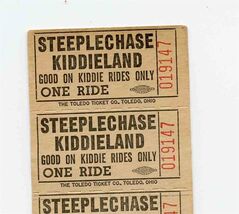 STEEPLECHASE
KIDDIELAND
GOOD ON KIDDIE RIDES ONLY
ONE RIDE
019147
THE TOLEDO TICKET CO., TOLEDO, OHIO
STEEPLECHASE
KIDDIELAND
GOOD ON KIDDIE RIDES ONLY
ONE RIDE
019147
THE TOLEDO TICKET CO., TOLEDO, OHIO
STEEPLECHASE